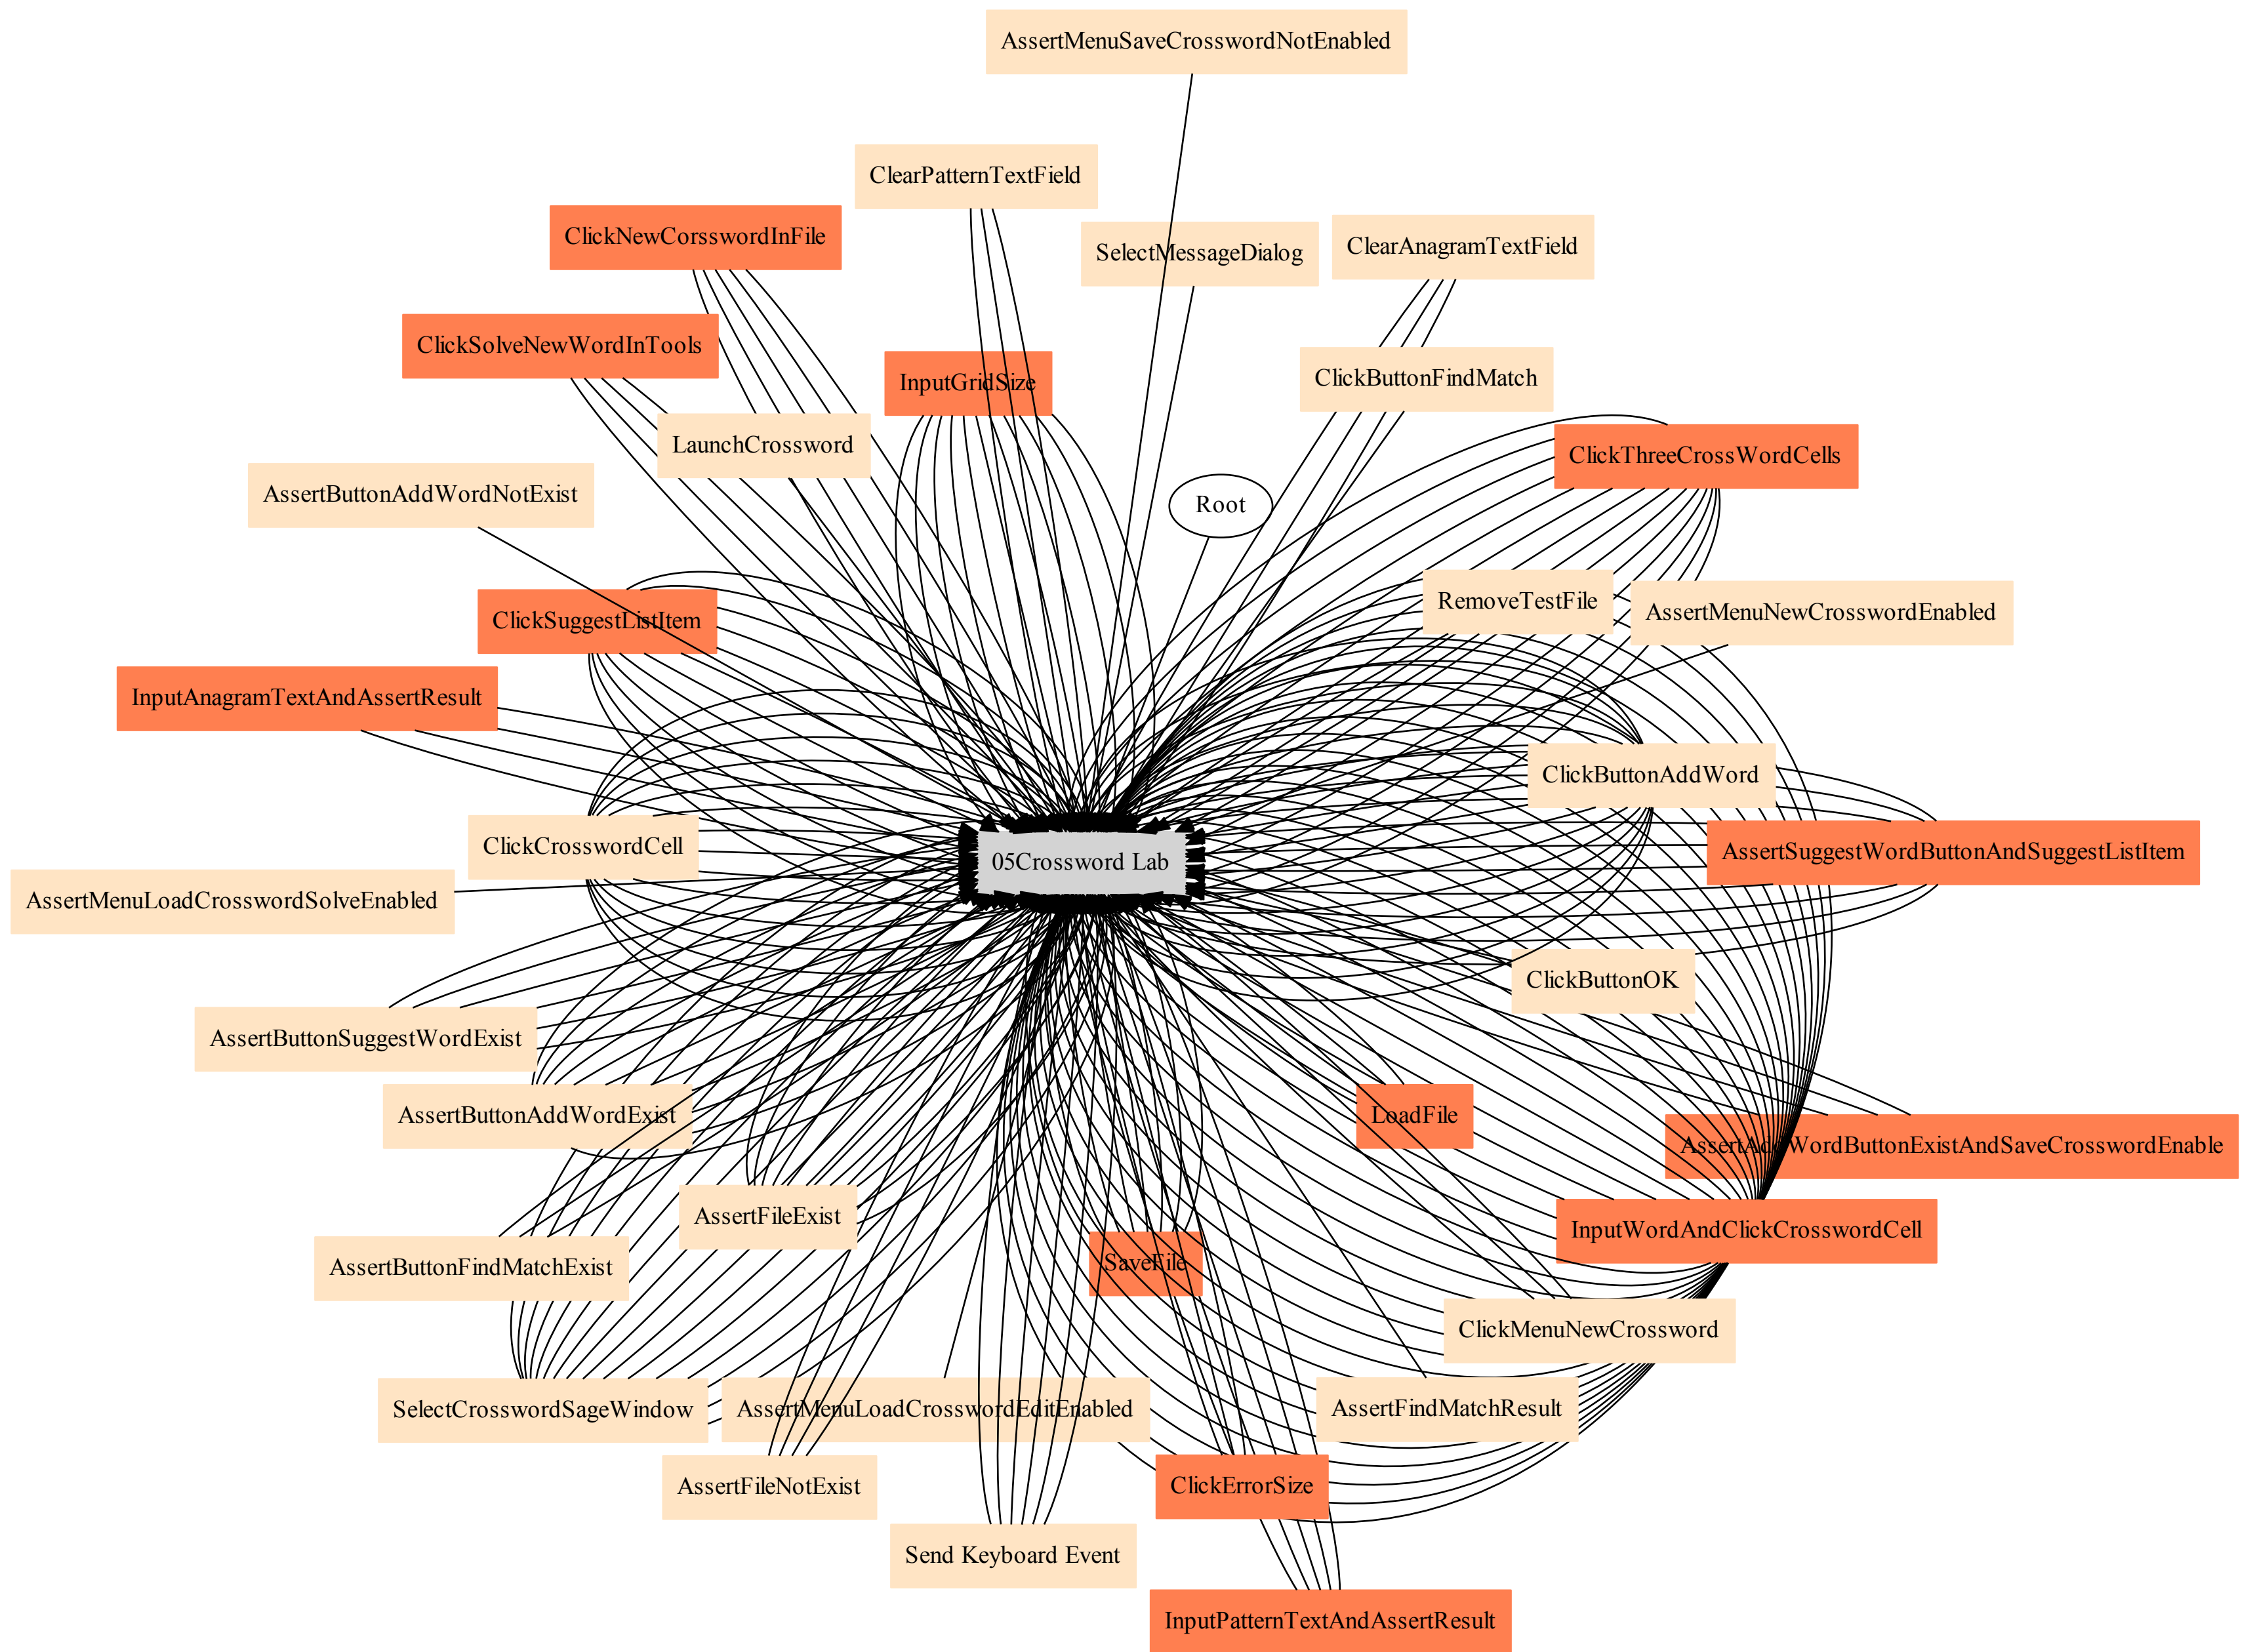 AssertMenuSaveCrosswordNotEnabled
ClearPatternTextField
ClickNewCorsswordInFile
SelectMessageDialog
ClearAnagramTextField
ClickSolveNewWordInTools
InputGridSize
ClickButtonFindMatch
LaunchCrossword
ClickThreeCrossWordCells
AssertButtonAddWordNotExist
Root
RemoveTestFile
AssertMenuNewCrosswordEnabled
ClickSuggestListItem
InputAnagramTextAndAssertResult
ClickButtonAddWord
ClickCrosswordCell
05Crossword Lab
AssertSuggestWordButtonAndSuggestListItem
AssertMenuLoadCrosswordSolveEnabled
ClickButtonOK
AssertButtonSuggestWordExist
AssertButtonAddWordExist
LoadFile
AssertAddWordButtonExistAndSaveCrosswordEnable
AssertFileExist
InputWordAndClickCrosswordCell
AssertButtonFindMatchExist
SaveFile
ClickMenuNewCrossword
SelectCrosswordSageWindow
AssertMenuLoadCrosswordEditEnabled
AssertFindMatchResult
AssertFileNotExist
ClickErrorSize
Send Keyboard Event
InputPatternTextAndAssertResult